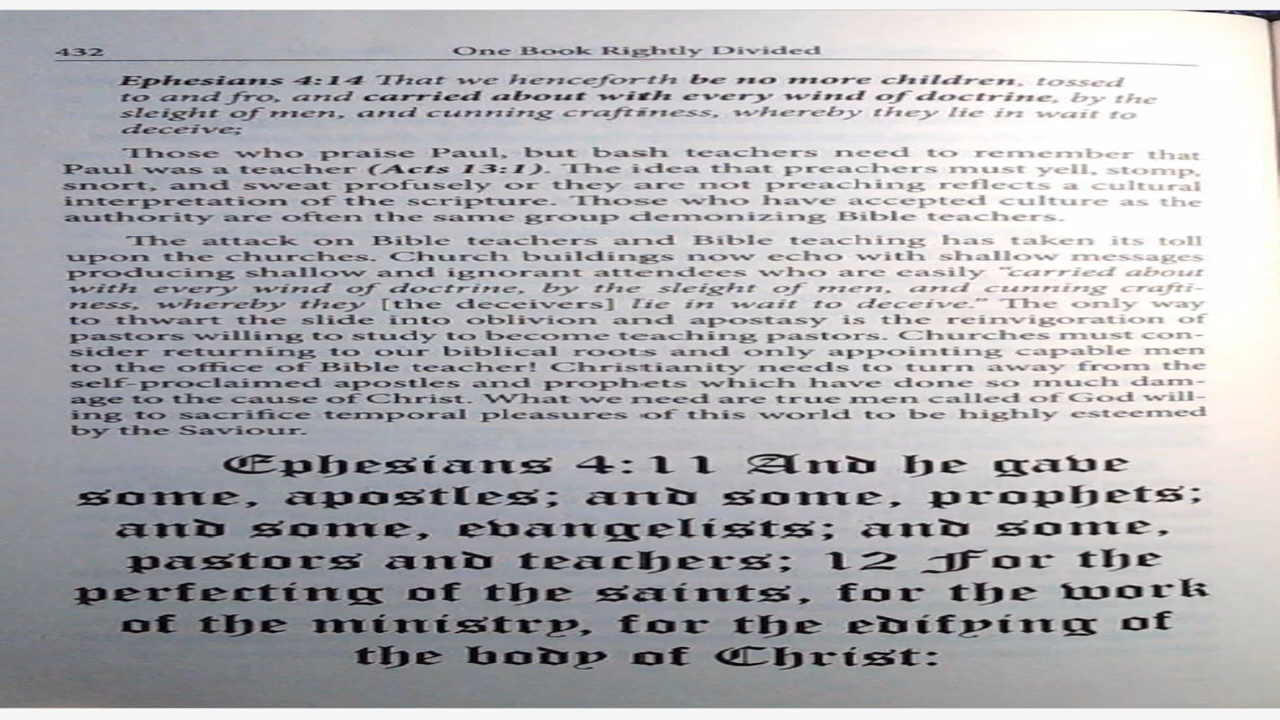 432
One Book Rightly Divided
Ephesians 4:14 That we henceforth be no more children, tossed
to and fro, and carried about with every wind of doctrine, by the
sleight of men, and cunning craftiness, whereby they lie in wait to
deceive;
Those who praise Paul, but bash teachers need to remember that
Paul was a teacher (Acts 13:1). The idea that preachers must yell, stomp,
snort, and sweat profusely or they are not preaching reflects a cultural
interpretation of the scripture. Those who have accepted culture as the
authority are often the same group demonizing Bible teachers.
The attack on Bible teachers and Bible teaching has taken its toll
upon the churches. Church buildings now echo with shallow messages
producing shallow and ignorant attendees who are easily "carried about
with every wind of doctrine, by the sleight of men, and cunning crafti-
ness, whereby they [the deceivers] lie in wait to deceive." The only way
to thwart the slide into oblivion and apostasy is the reinvigoration of
pastors willing to study to become teaching pastors. Churches must con-
sider returning to our biblical roots and only appointing capable men
to the office of Bible teacher! Christianity needs to turn away from the
self-proclaimed apostles and prophets which have done so much dam-
age to the cause of Christ. What we need are true men called of God will-
ing to sacrifice temporal pleasures of this world to be highly esteemed
by the Saviour.
Ephesians 4:11 And he gave
some, apostles; and some, prophets;
and some, evangelists; and some,
pastors and teachers; 12 For the
perfecting of the saints, for the work
of the ministry, for the edifying of
the body of Christ: